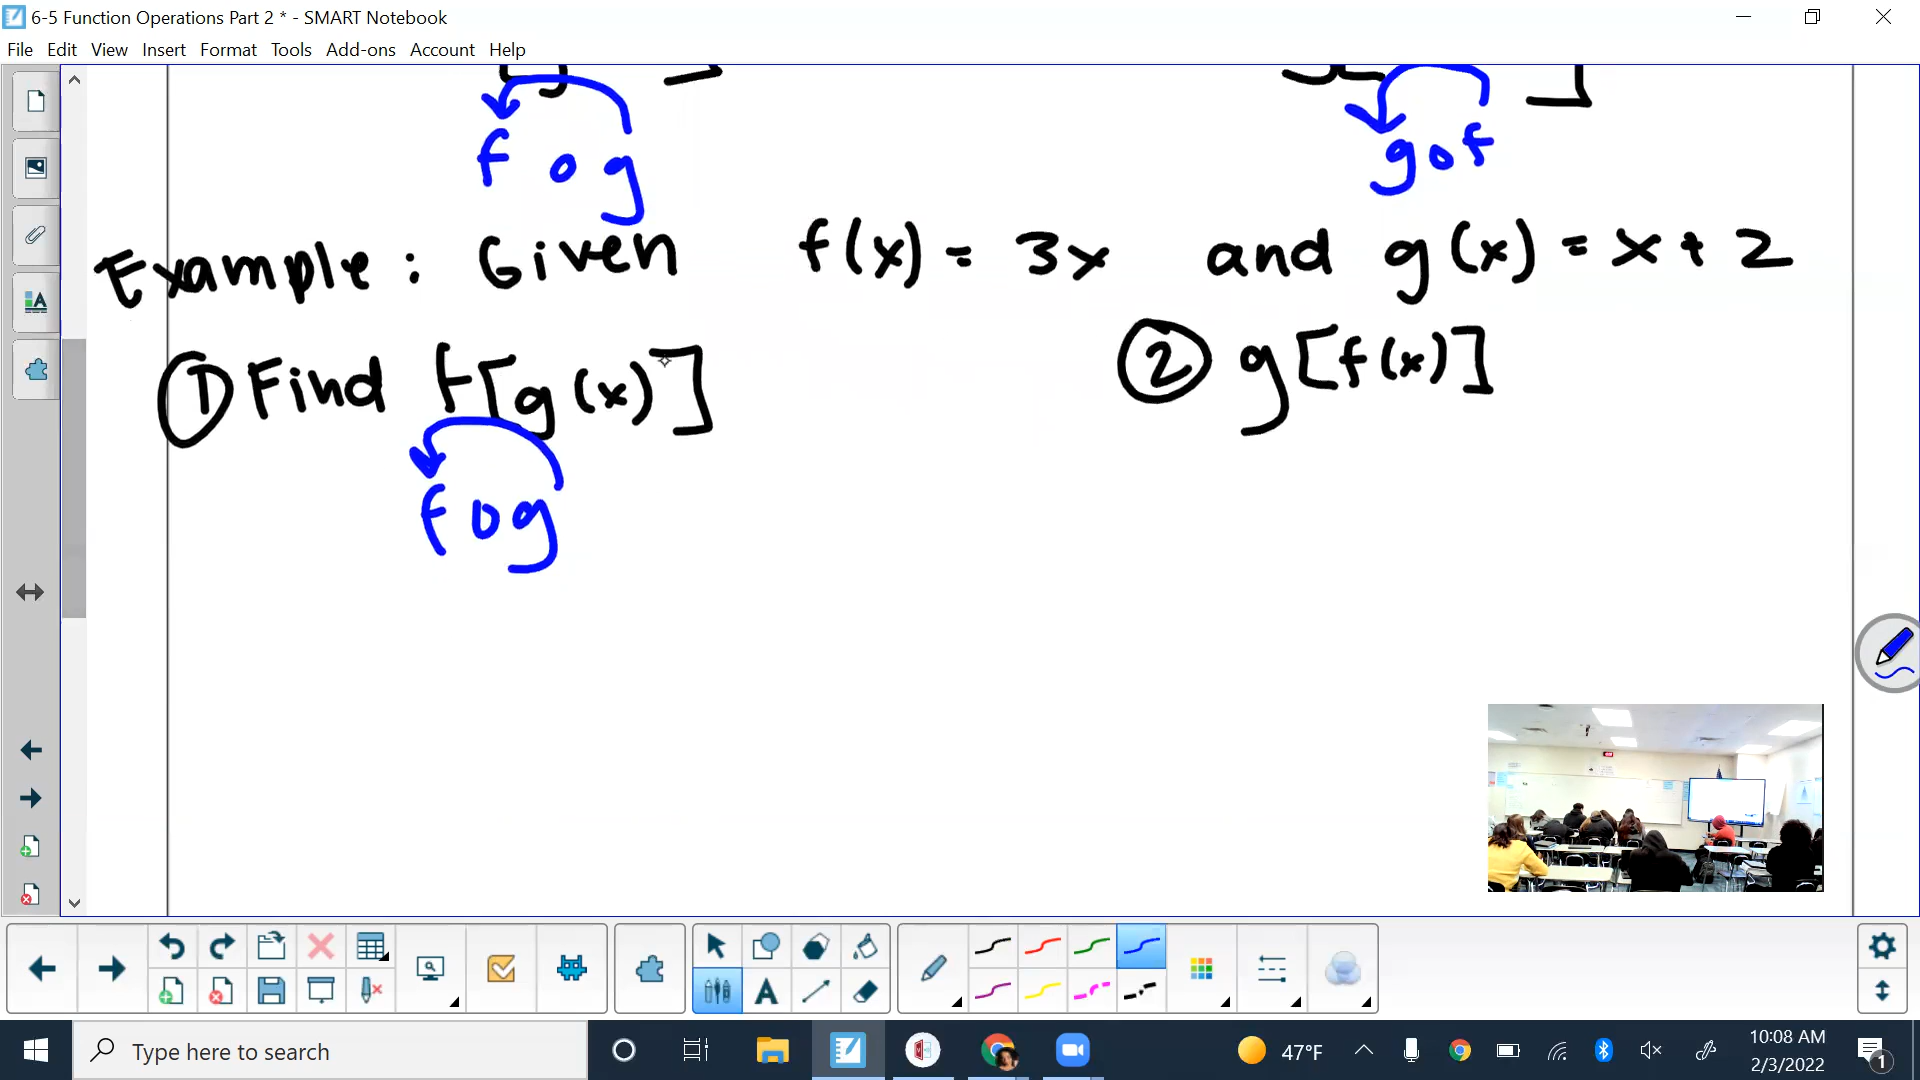 6-5 Function Operations Part 2 * - SMART Notebook
File Edit View Insert Format Tools Add-ons Account Help
f o g
g o f
Example: Given f(x) = 3x and g(x) = x + 2
① Find f[g(x)]
② g[f(x)]
f o g
Type here to search
47°F
10:08 AM
2/3/2022
1